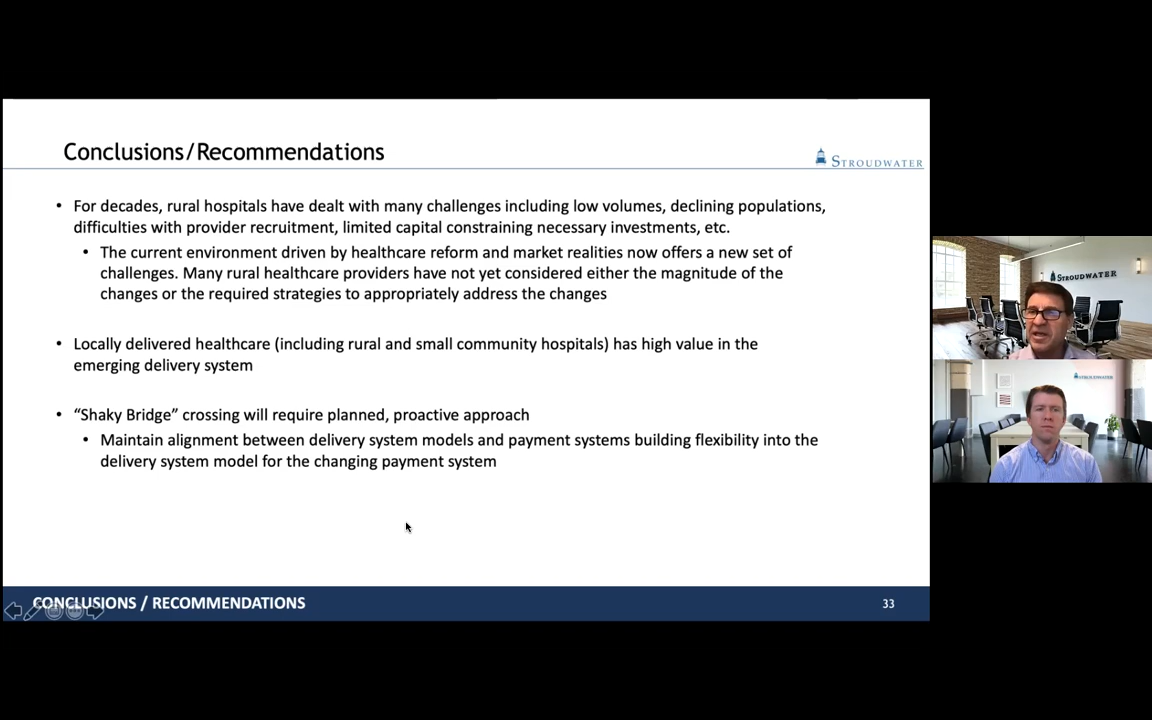 Conclusions/Recommendations
STROUDWATER
• For decades, rural hospitals have dealt with many challenges including low volumes, declining populations,
difficulties with provider recruitment, limited capital constraining necessary investments, etc.
• The current environment driven by healthcare reform and market realities now offers a new set of
challenges. Many rural healthcare providers have not yet considered either the magnitude of the
changes or the required strategies to appropriately address the changes
• Locally delivered healthcare (including rural and small community hospitals) has high value in the
emerging delivery system
• “Shaky Bridge” crossing will require planned, proactive approach
• Maintain alignment between delivery system models and payment systems building flexibility into the
delivery system model for the changing payment system
CONCLUSIONS / RECOMMENDATIONS
33
STROUDWATER
STROUDWATER